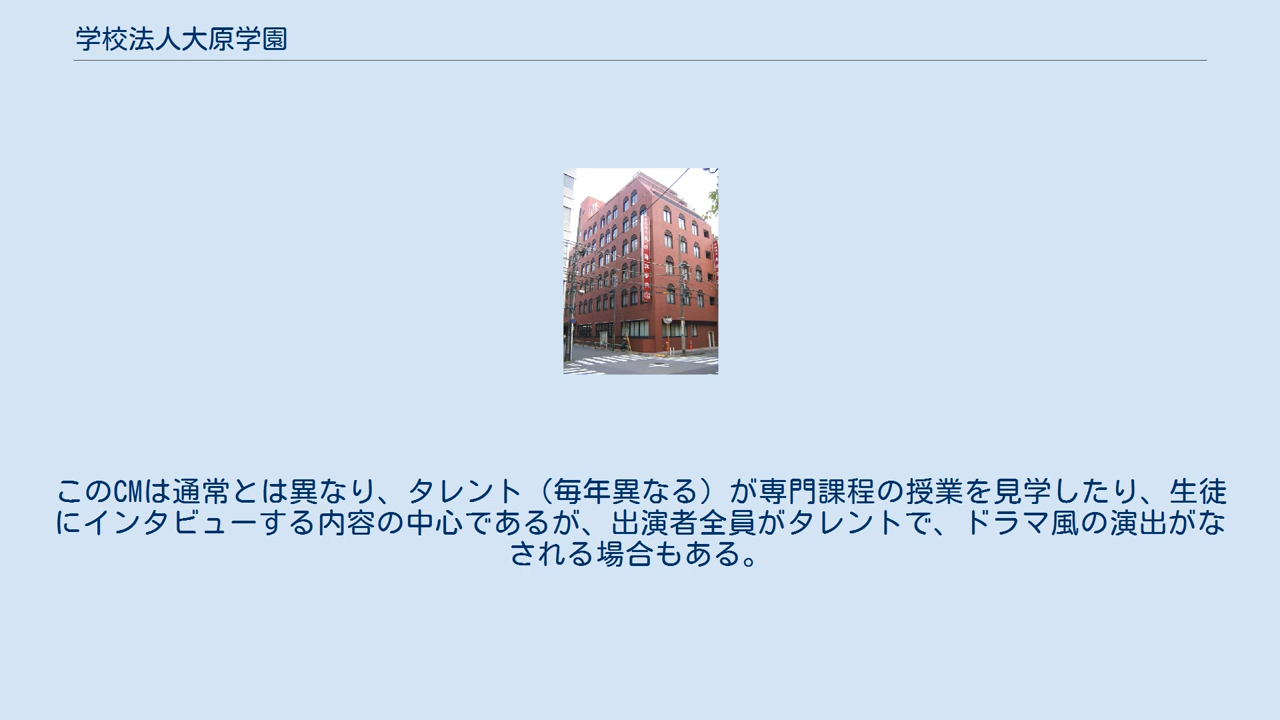 学校法人大原学園
このCMは通常とは異なり、タレント（毎年異なる）が専門課程の授業を見学したり、生徒
にインタビューする内容の中心であるが、出演者全員がタレントで、ドラマ風の演出がな
される場合もある。